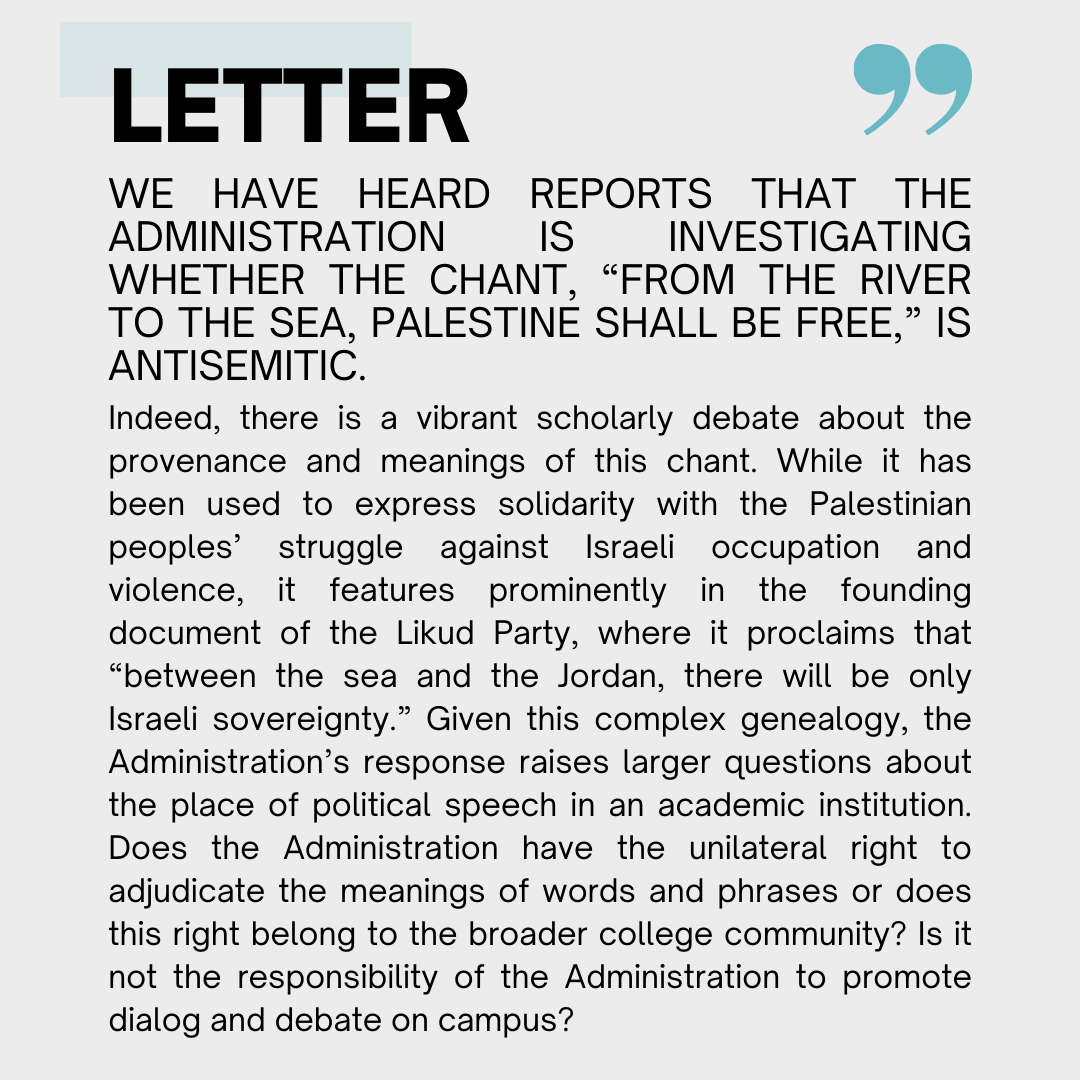 LETTER
”
WE HAVE HEARD REPORTS THAT THE
ADMINISTRATION IS INVESTIGATING
WHETHER THE CHANT, “FROM THE RIVER
TO THE SEA, PALESTINE SHALL BE FREE,” IS
ANTISEMITIC.
Indeed, there is a vibrant scholarly debate about the
provenance and meanings of this chant. While it has
been used to express solidarity with the Palestinian
peoples’ struggle against Israeli occupation and
violence, it features prominently in the founding
document of the Likud Party, where it proclaims that
“between the sea and the Jordan, there will be only
Israeli sovereignty.” Given this complex genealogy, the
Administration’s response raises larger questions about
the place of political speech in an academic institution.
Does the Administration have the unilateral right to
adjudicate the meanings of words and phrases or does
this right belong to the broader college community? Is it
not the responsibility of the Administration to promote
dialog and debate on campus?